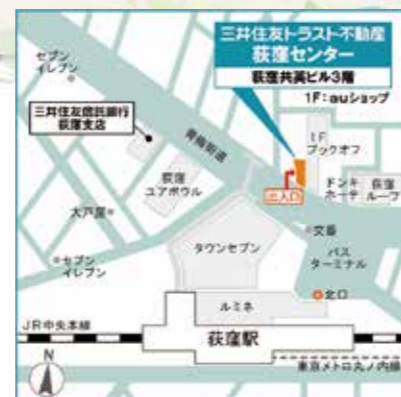 三井住友トラスト不動産
荻窪センター
荻窪共英ビル3階
1F:auショップ
セブン
イレブン
三井住友信託銀行
荻窪支店
青梅街道
荻窪
ユアボウル
1F
ブックオフ
出入口
ドンキ
ホーテ
荻窪
ルーフ
大戸屋
交番
タウンセブン
バス
ターミナル
セブン
イレブン
北口
ルミネ
JR中央本線
荻窪駅
N
東京メトロ丸ノ内線